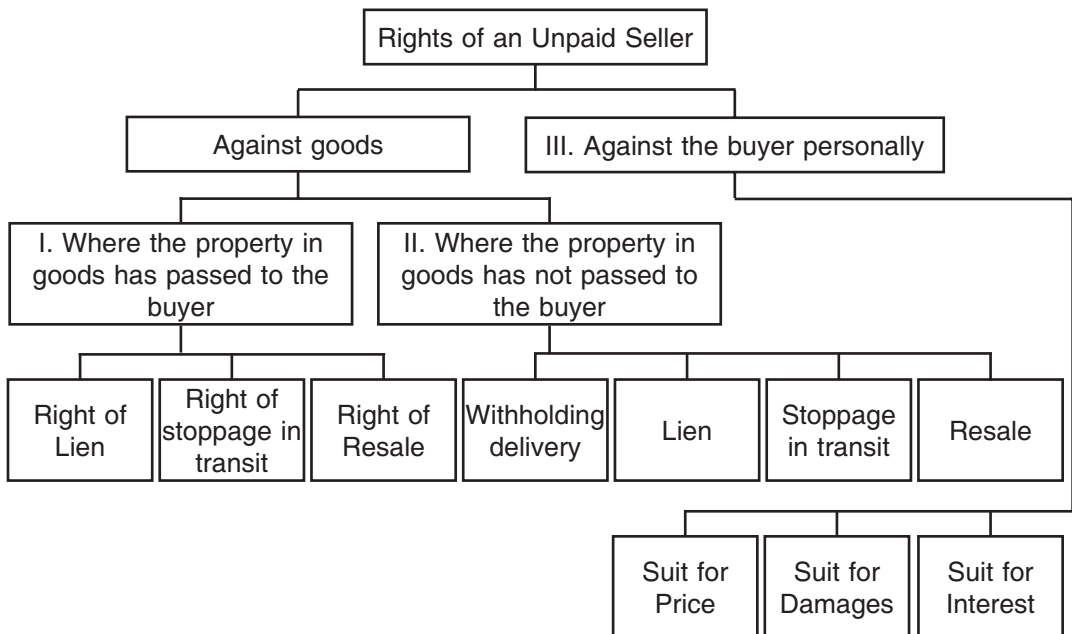 Rights of an Unpaid Seller
Against goods
III. Against the buyer personally
I. Where the property in
goods has passed to the
buyer
II. Where the property in
goods has not passed to
the buyer
Right of
Lien
Right of
stoppage in
transit
Right of
Resale
Withholding
delivery
Lien
Stoppage
in transit
Resale
Suit for
Price
Suit for
Damages
Suit for
Interest